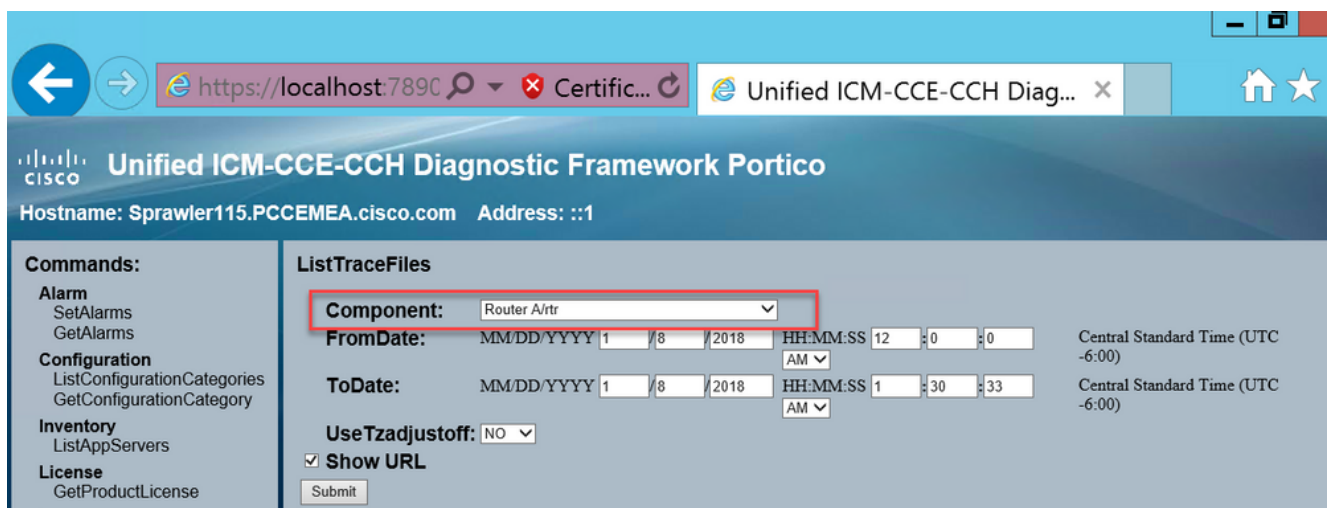 https://localhost:7890 Certific... Unified ICM-CCE-CCH Diag...
CISCO Unified ICM-CCE-CCH Diagnostic Framework Portico
Hostname: Sprawler115.PCCEMEA.cisco.com Address: ::1
Commands:
Alarm
SetAlarms
GetAlarms
Configuration
ListConfigurationCategories
GetConfigurationCategory
Inventory
ListAppServers
License
GetProductLicense
ListTraceFiles
Component: Router A/rtr
FromDate: MM/DD/YYYY 1 /8 /2018 HH:MM:SS 12 :0 :0 Central Standard Time (UTC
AM -6:00)
ToDate: MM/DD/YYYY 1 /8 /2018 HH:MM:SS 1 :30 :33 Central Standard Time (UTC
AM -6:00)
UseTzadjustoff: NO
Show URL
Submit